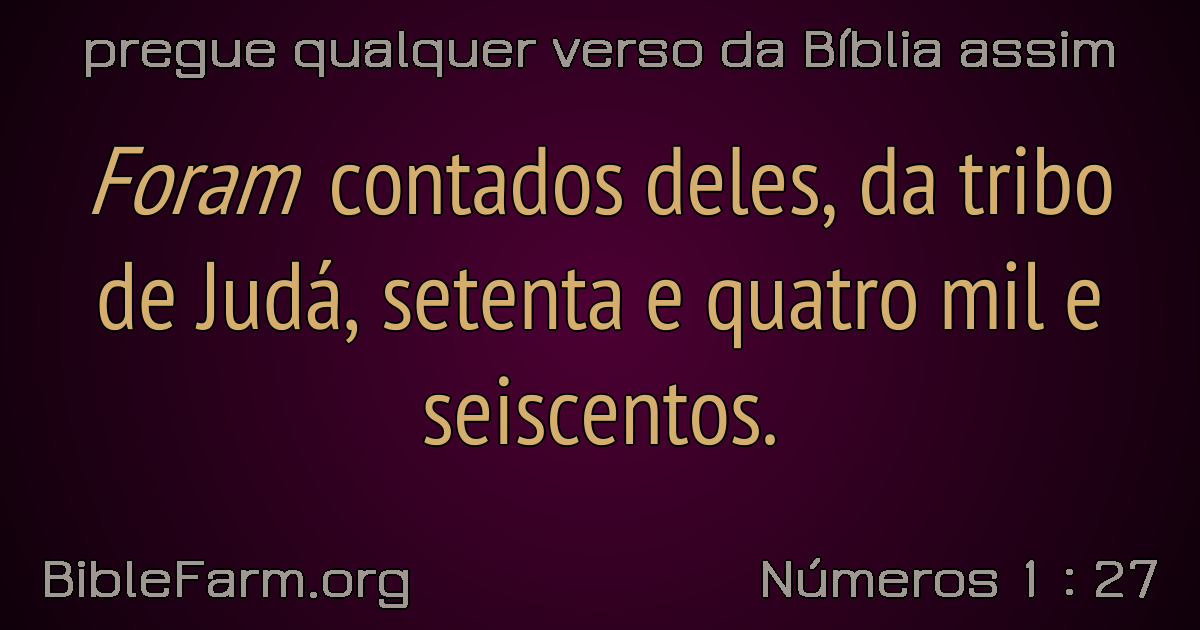 pregue qualquer verso da Bíblia assim
Foram contados deles, da tribo
de Judá, setenta e quatro mil e
seiscentos.
BibleFarm.org
Números 1 : 27